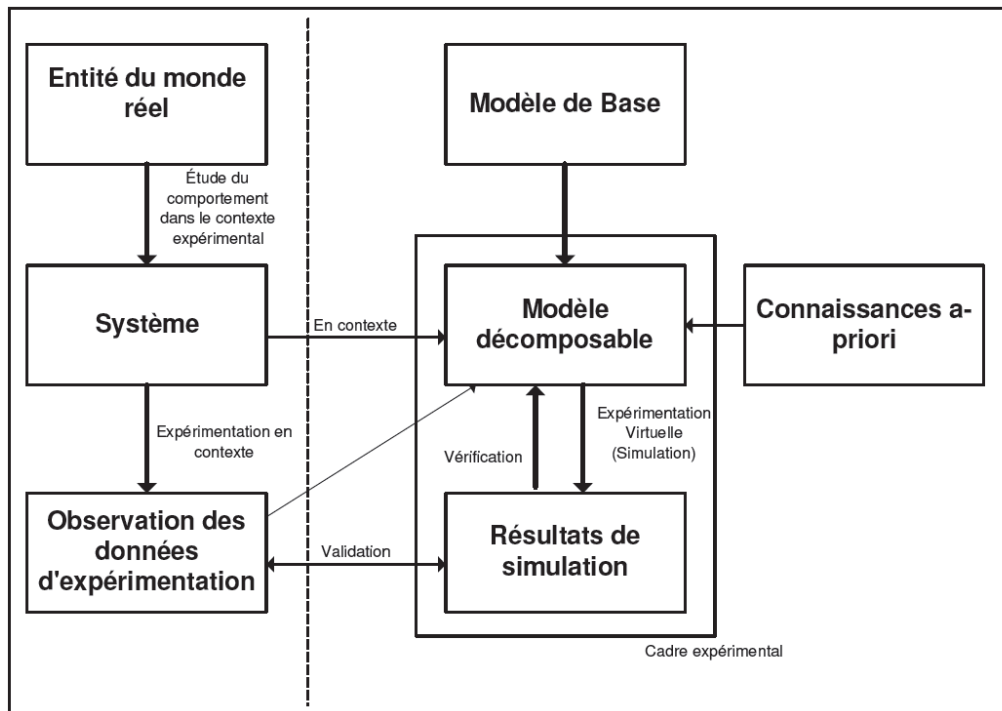 Entité du monde
réel
Modèle de Base
Étude du
comportement
dans le contexte
expérimental
Système
En contexte
Modèle
décomposable
Connaissances a-
priori
Expérimentation en
contexte
Vérification
Expérimentation
Virtuelle
(Simulation)
Observation des
données
d'expérimentation
Validation
Résultats de
simulation
Cadre expérimental